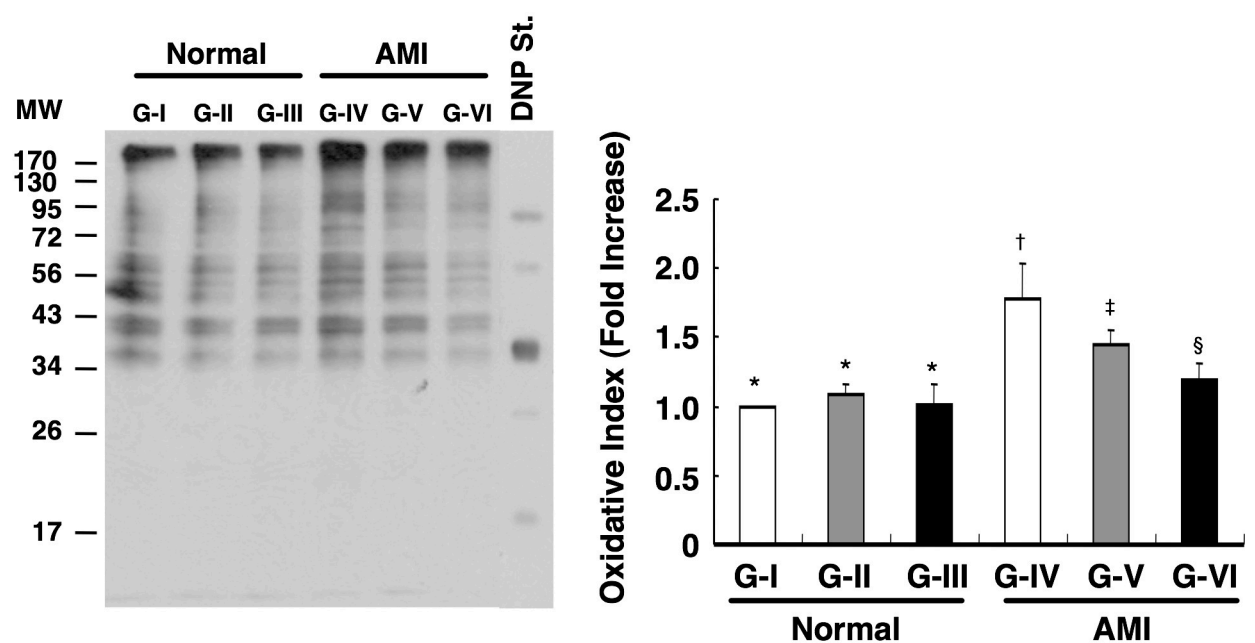 Normal AMI DNP St.
MW G-I G-II G-III G-IV G-V G-VI
170
130
95
72
56
43
34
26
17
Oxidative Index (Fold Increase)
2.5
2.0
1.5
1.0
0.5
0
* * * † ‡ §
G-I G-II G-III G-IV G-V G-VI
Normal AMI